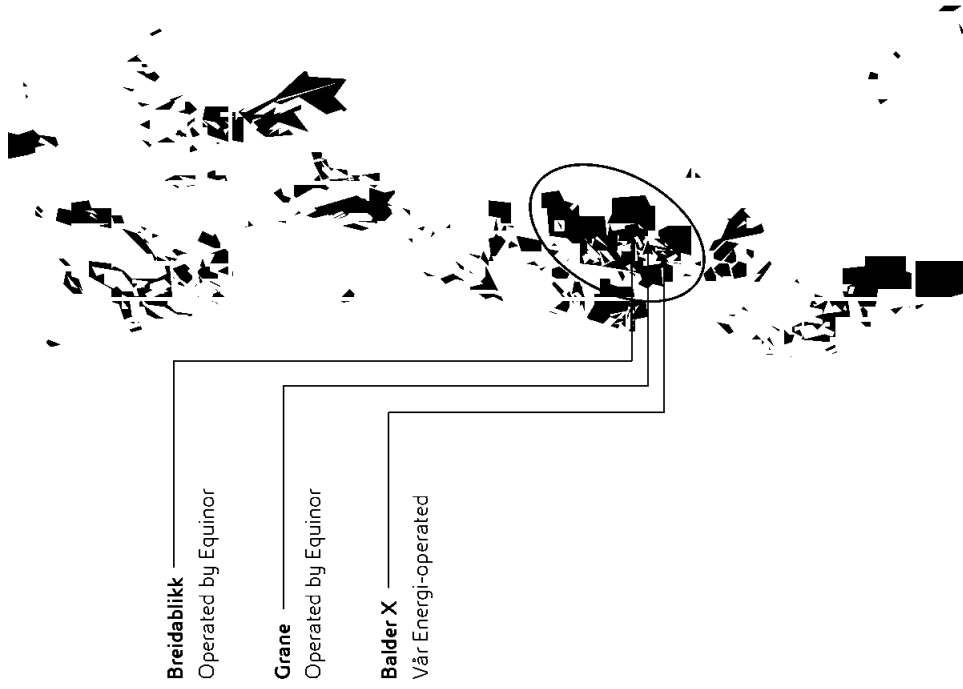 Breidablikk
Operated by Equinor
Grane
Operated by Equinor
Balder X
Vår Energi-operated